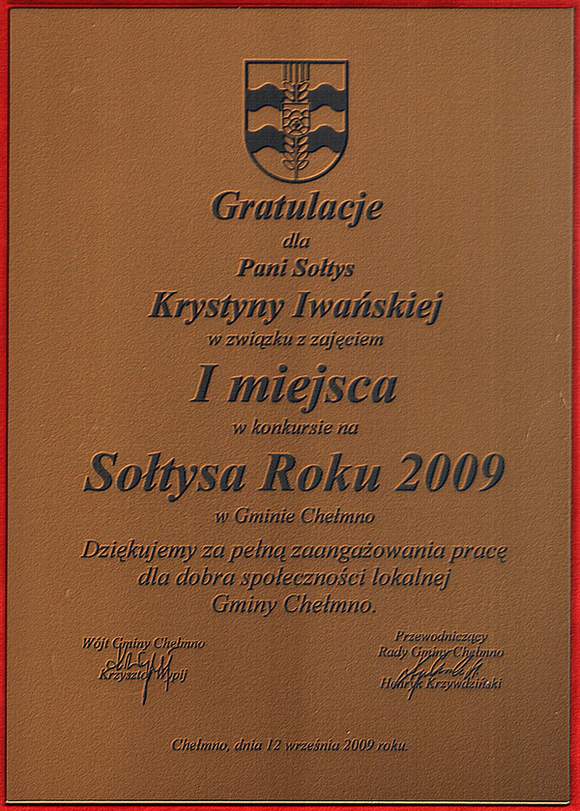 Gratulacje
dla
Pani Sołtys
Krystyny Iwańskiej
w związku z zajęciem
I miejsca
w konkursie na
Sołtysa Roku 2009
w Gminie Chełmno
Dziękujemy za pełną zaangażowania pracę
dla dobra społeczności lokalnej
Gminy Chełmno.
Wójt Gminy Chełmno
Krzysztof Wypij
Przewodniczący
Rady Gminy Chełmno
Henryk Krzywdziński
Chełmno, dnia 12 września 2009 roku.